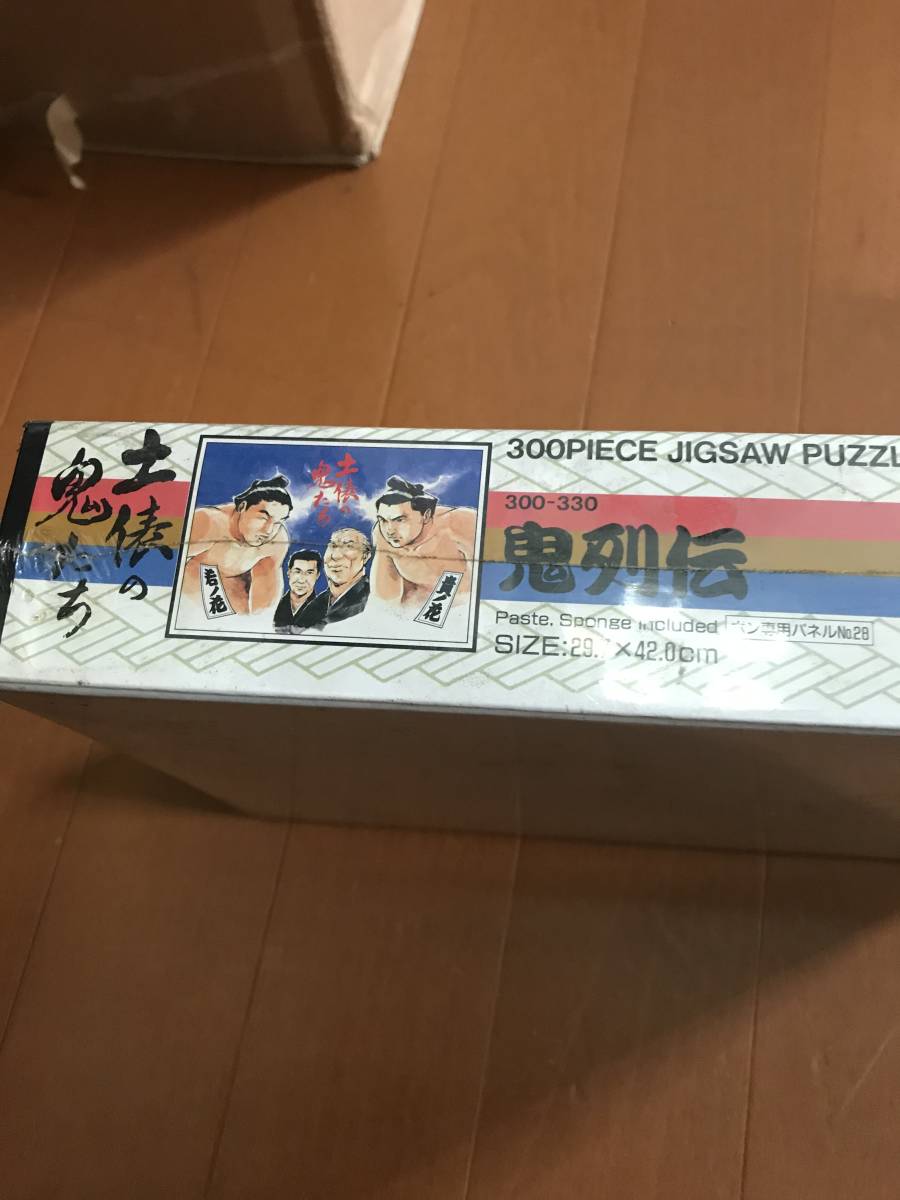 土俵の
鬼たち
土俵の
鬼たち
若ノ花
貴ノ花
300PIECE JIGSAW PUZZL
300-330
鬼列伝
Paste, Sponge included
専用パネルNo.28
SIZE:29. ×42.0cm